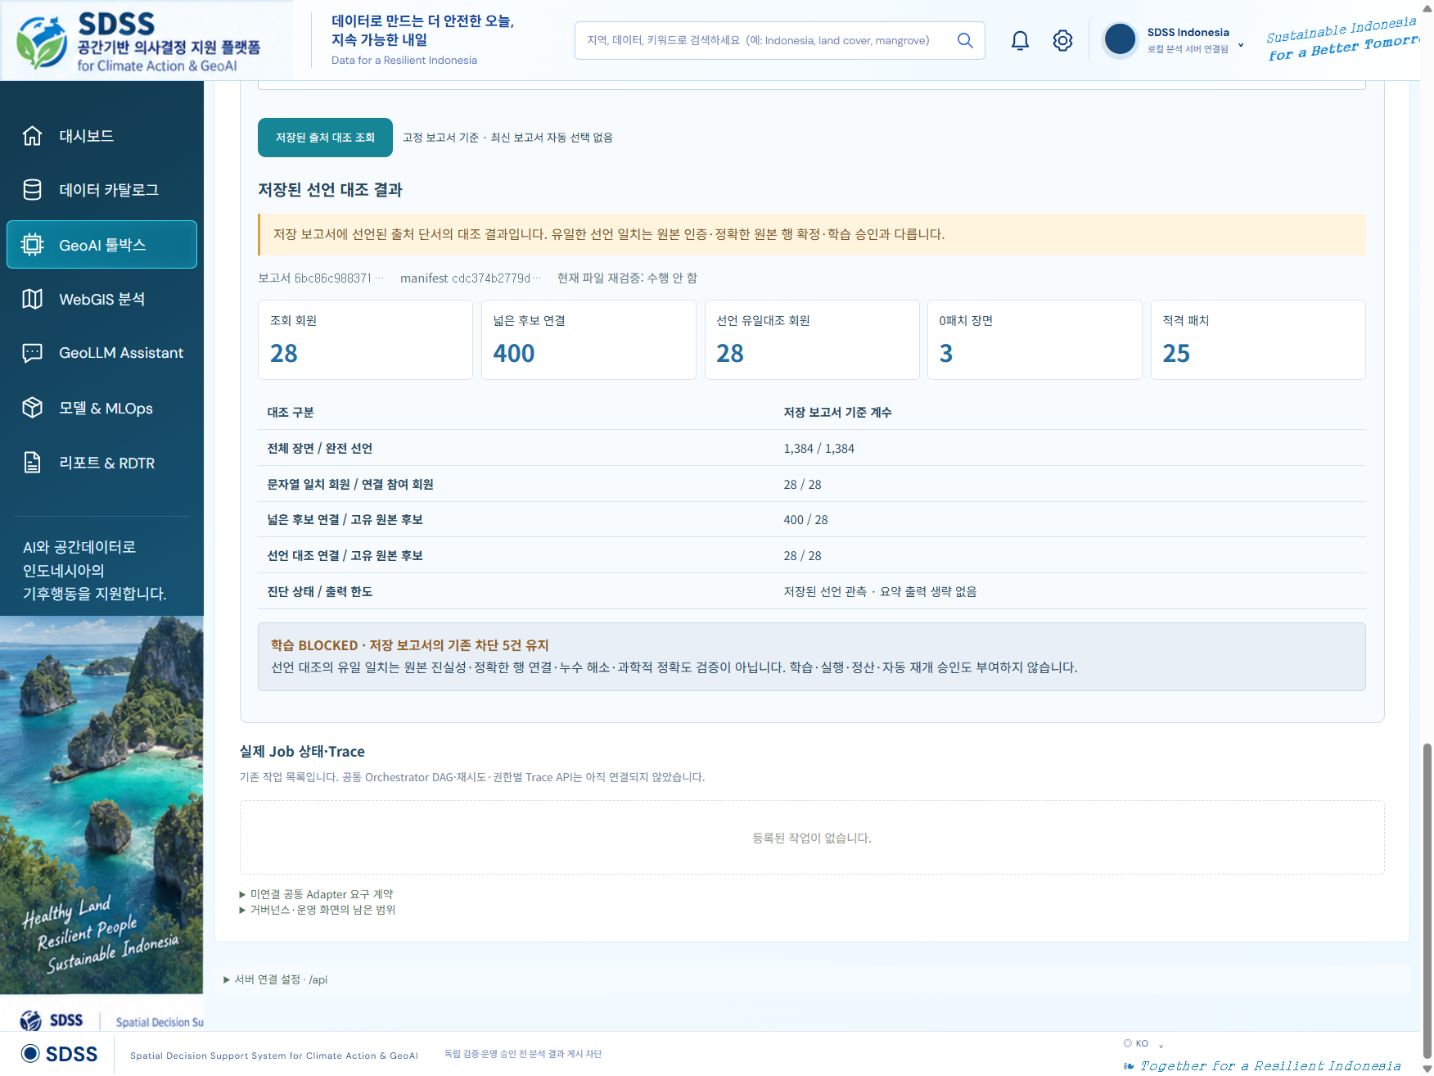 SDSS
공간기반 의사결정 지원 플랫폼
for Climate Action & GeoAI
데이터로 만드는 더 안전한 오늘,
지속 가능한 내일
Data for a Resilient Indonesia
지역, 데이터, 키워드로 검색하세요 (예: Indonesia, land cover, mangrove)
SDSS Indonesia
로컬 분석 서버 연결됨
Sustainable Indonesia
for a Better Tomorr
대시보드
데이터 카탈로그
GeoAI 툴박스
WebGIS 분석
GeoLLM Assistant
모델 & MLOps
리포트 & RDTR
AI와 공간데이터로
인도네시아의
기후행동을 지원합니다.
Healthy Land
Resilient People
Sustainable Indonesia
SDSS
Spatial Decision Su
저장된 출처 대조 조회
고정 보고서 기준 · 최신 보고서 자동 선택 없음
저장된 선언 대조 결과
저장 보고서에 선언된 출처 단서의 대조 결과입니다. 유일한 선언 일치는 원본 인증·정확한 원본 행 확정·학습 승인과 다릅니다.
보고서 6bc86c988371… manifest cdc374b2779d… 현재 파일 재검증: 수행 안 함
조회 회원
28
넓은 후보 연결
400
선언 유일대조 회원
28
0패치 장면
3
적격 패치
25
대조 구분 저장 보고서 기준 계수
전체 장면 / 완전 선언 1,384 / 1,384
문자열 일치 회원 / 연결 참여 회원 28 / 28
넓은 후보 연결 / 고유 원본 후보 400 / 28
선언 대조 연결 / 고유 원본 후보 28 / 28
진단 상태 / 출력 한도 저장된 선언 관측 · 요약 출력 생략 없음
학습 BLOCKED · 저장 보고서의 기존 차단 5건 유지
선언 대조의 유일 일치는 원본 진실성·정확한 행 연결·누수 해소·과학적 정확도 검증이 아닙니다. 학습·실행·정산·자동 재개 승인도 부여하지 않습니다.
실제 Job 상태·Trace
기존 작업 목록입니다. 공통 Orchestrator DAG·재시도·권한별 Trace API는 아직 연결되지 않았습니다.
등록된 작업이 없습니다.
▶ 미연결 공통 Adapter 요구 계약
▶ 거버넌스·운영 화면의 남은 범위
▶ 서버 연결 설정 · /api
SDSS
Spatial Decision Support System for Climate Action & GeoAI
독립 검증·운영 승인 전 분석 결과 게시 차단
KO
Together for a Resilient Indonesia